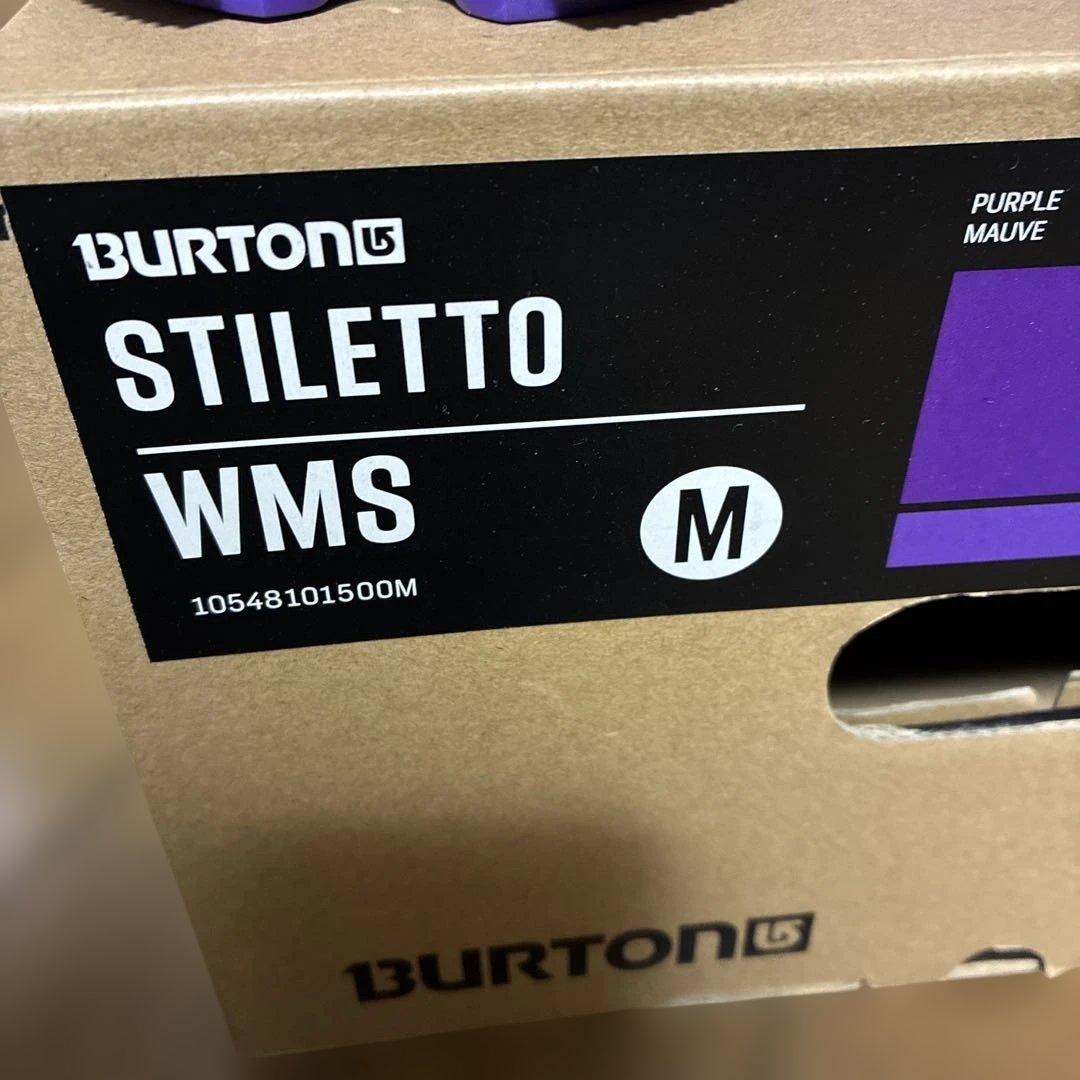 BURTON
STILETTO
WMS
10548101500M
M
PURPLE
MAUVE
BURTON